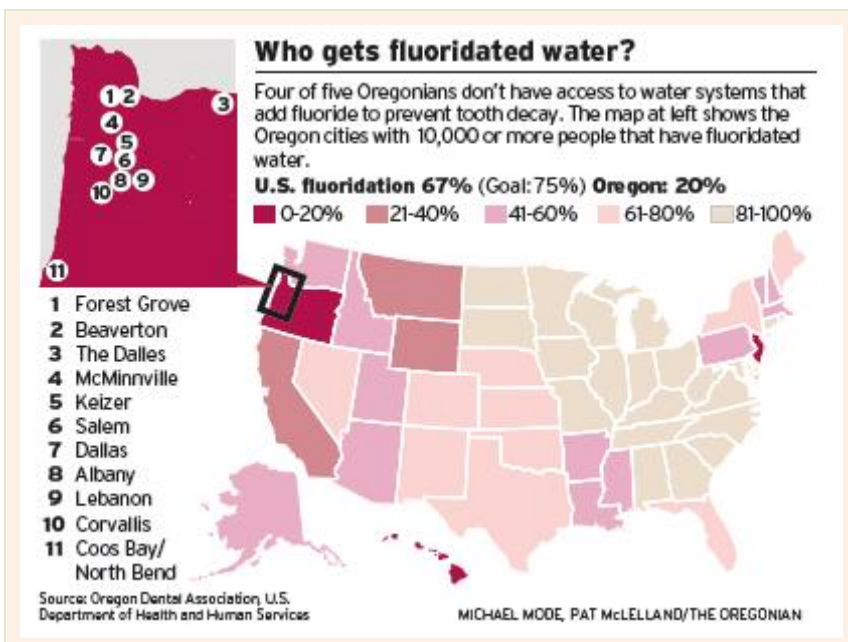 Who gets fluoridated water?
Four of five Oregonians don't have access to water systems that
add fluoride to prevent tooth decay. The map at left shows the
Oregon cities with 10,000 or more people that have fluoridated
water.
U.S. fluoridation 67% (Goal: 75%) Oregon: 20%
0-20% 21-40% 41-60% 61-80% 81-100%
1 2
3
4
5
7
6
8 9
10
11
1 Forest Grove
2 Beaverton
3 The Dalles
4 McMinnville
5 Keizer
6 Salem
7 Dallas
8 Albany
9 Lebanon
10 Corvallis
11 Coos Bay/
North Bend
Source: Oregon Dental Association, U.S.
Department of Health and Human Services
MICHAEL MODE, PAT McLELLAND/THE OREGONIAN